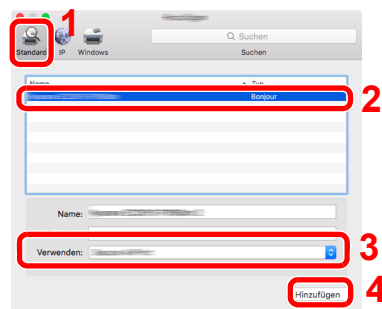 1
Suchen
Standard IP Windows Suchen
Name Typ
Bonjour
2
Name:
Verwenden:
3
Hinzufügen
4